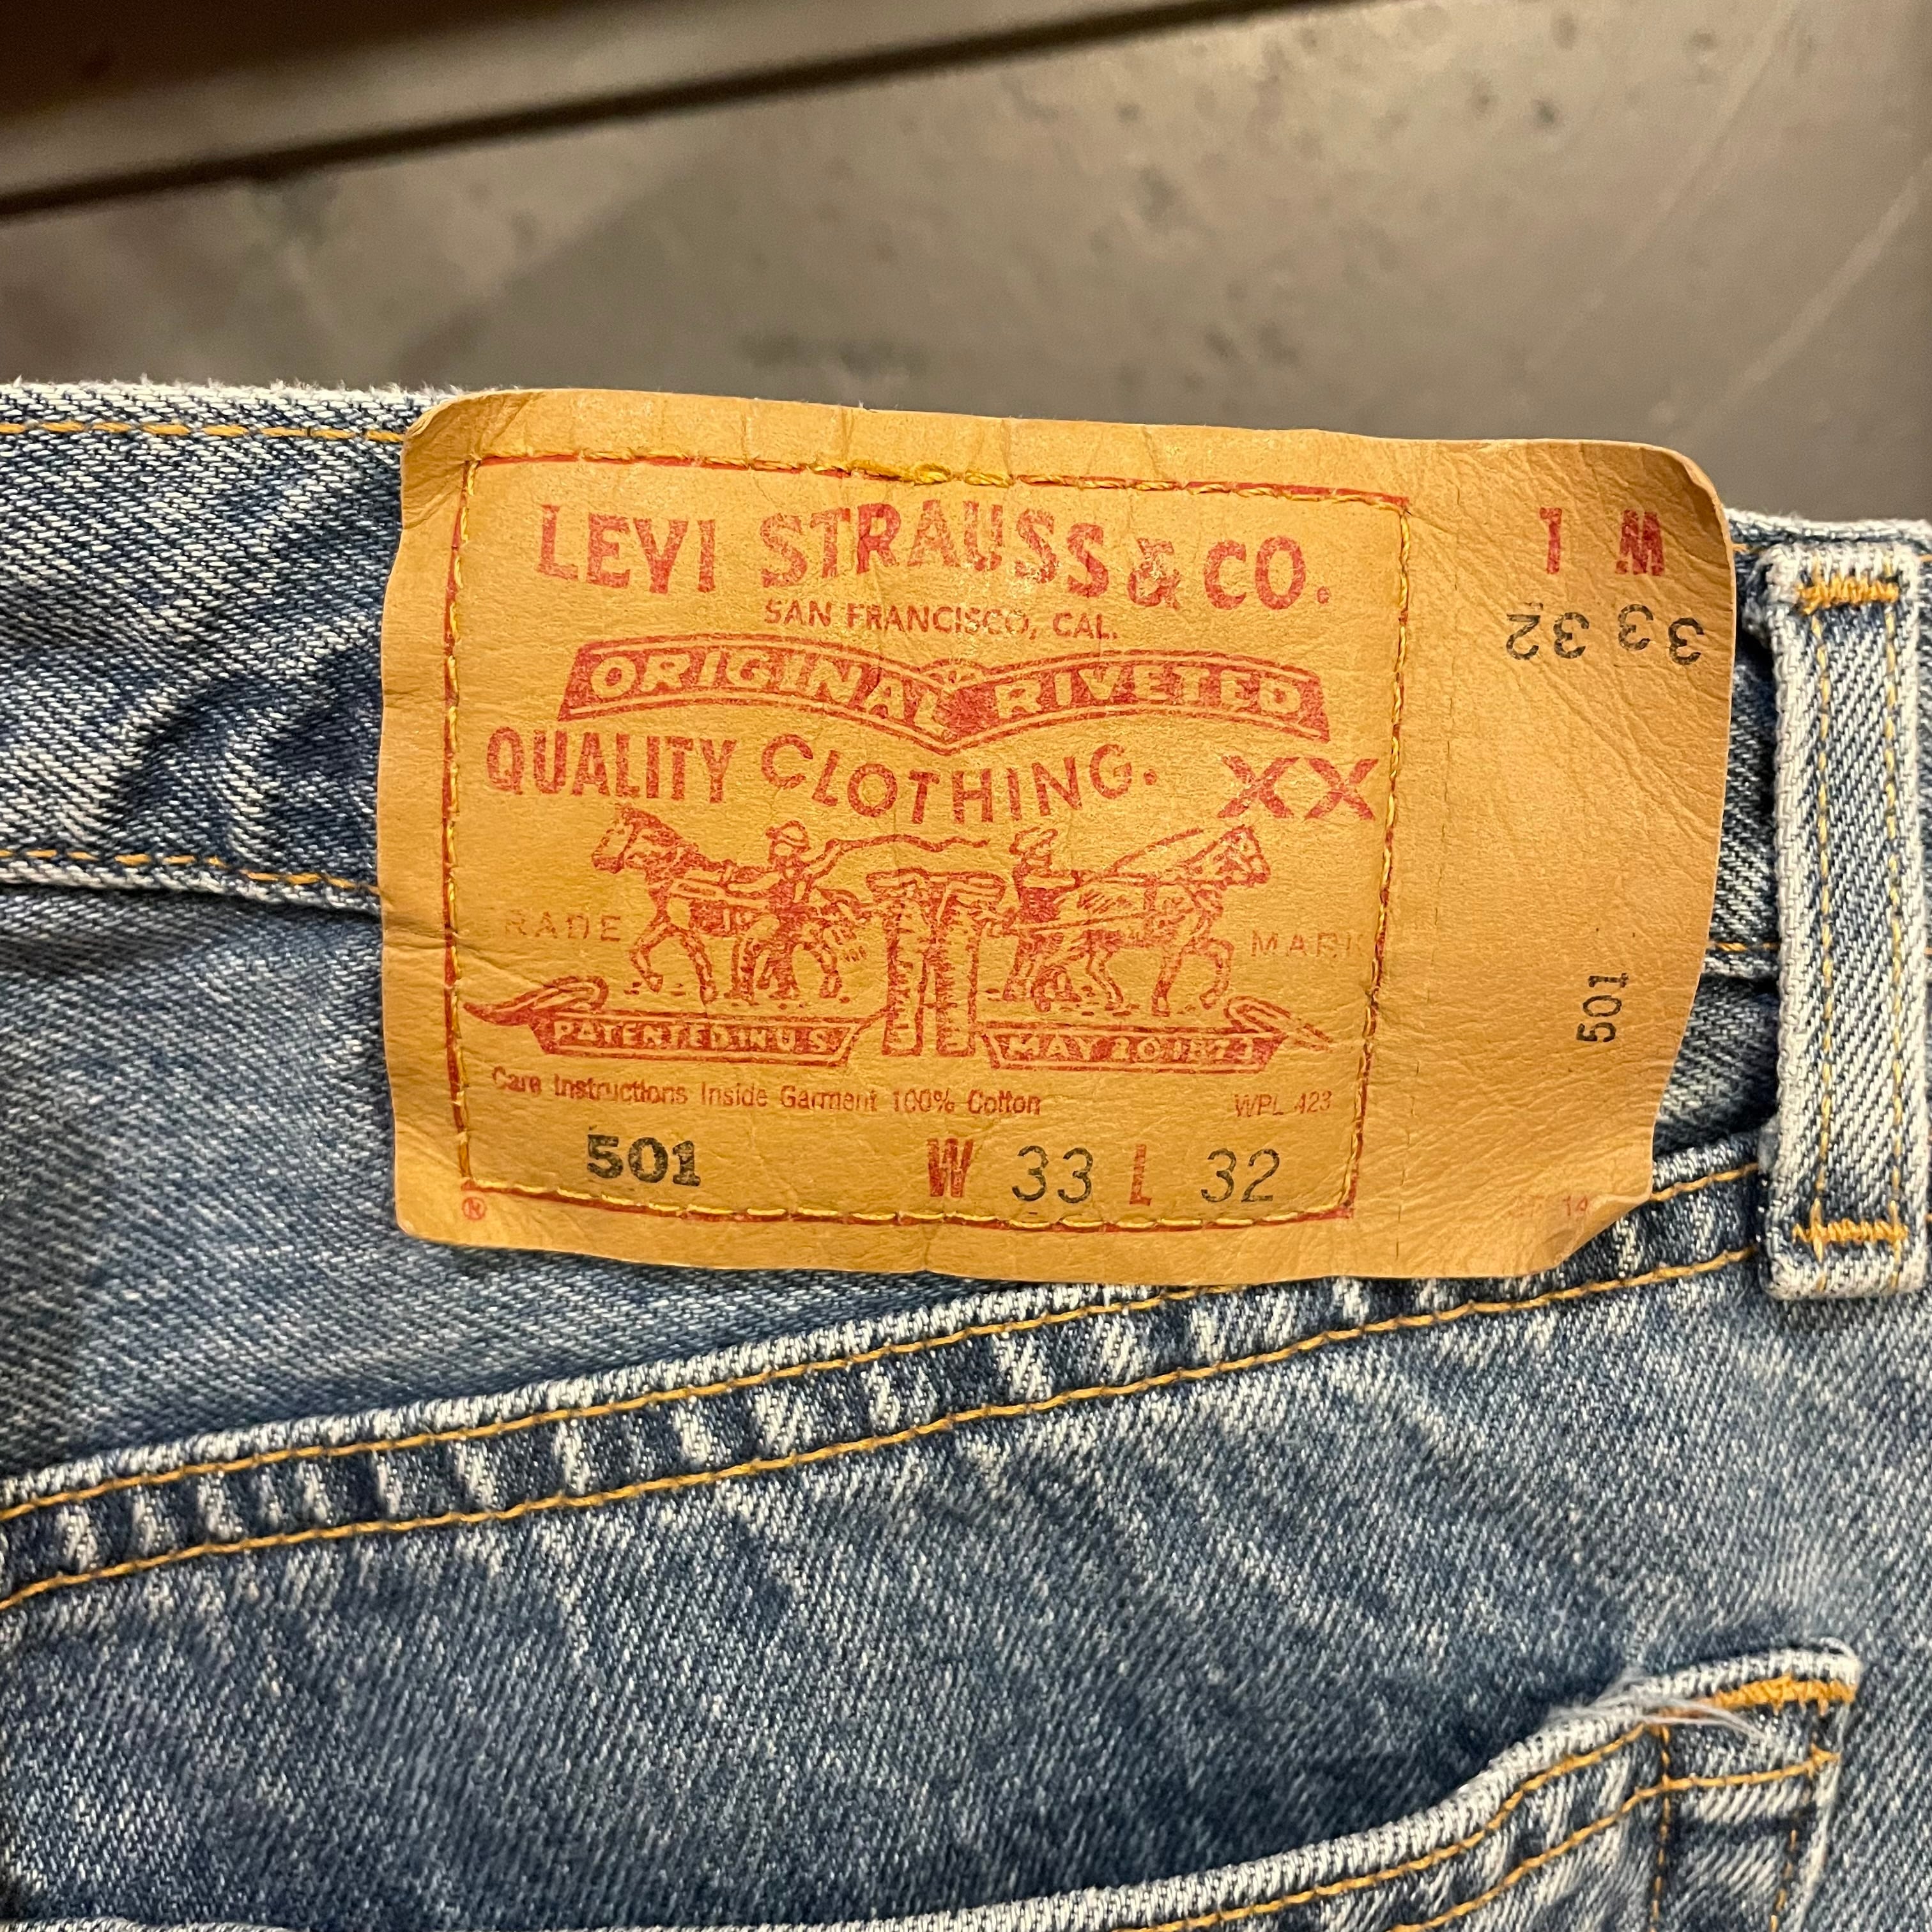 LEVI STRAUSS & CO.
SAN FRANCISCO, CAL.
ORIGINAL RIVETED
QUALITY CLOTHING. XX
RADE MARK
PATENTED IN U.S.
MAY 20 1873
Care Instructions Inside Garment 100% Cotton WPL 423
501 W 33 L 32
®
W L
33 32
501
14